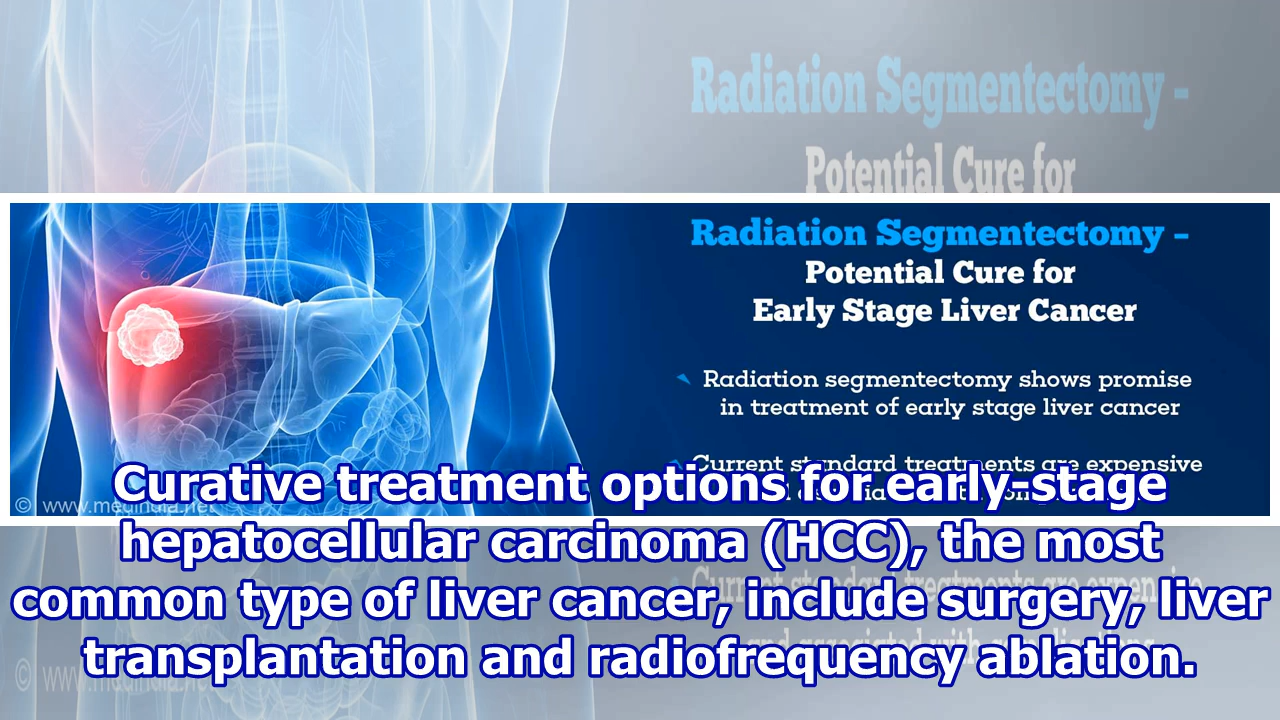 Radiation Segmentectomy –
Potential Cure for
Radiation Segmentectomy –
Potential Cure for
Early Stage Liver Cancer
Radiation segmentectomy shows promise
in treatment of early stage liver cancer
Current standard treatments are expensive
© www.medindia.net
Curative treatment options for early-stage
hepatocellular carcinoma (HCC), the most
common type of liver cancer, include surgery, liver
transplantation and radiofrequency ablation.
Current standard treatments are expensive
and associated with
© www.medindia.net